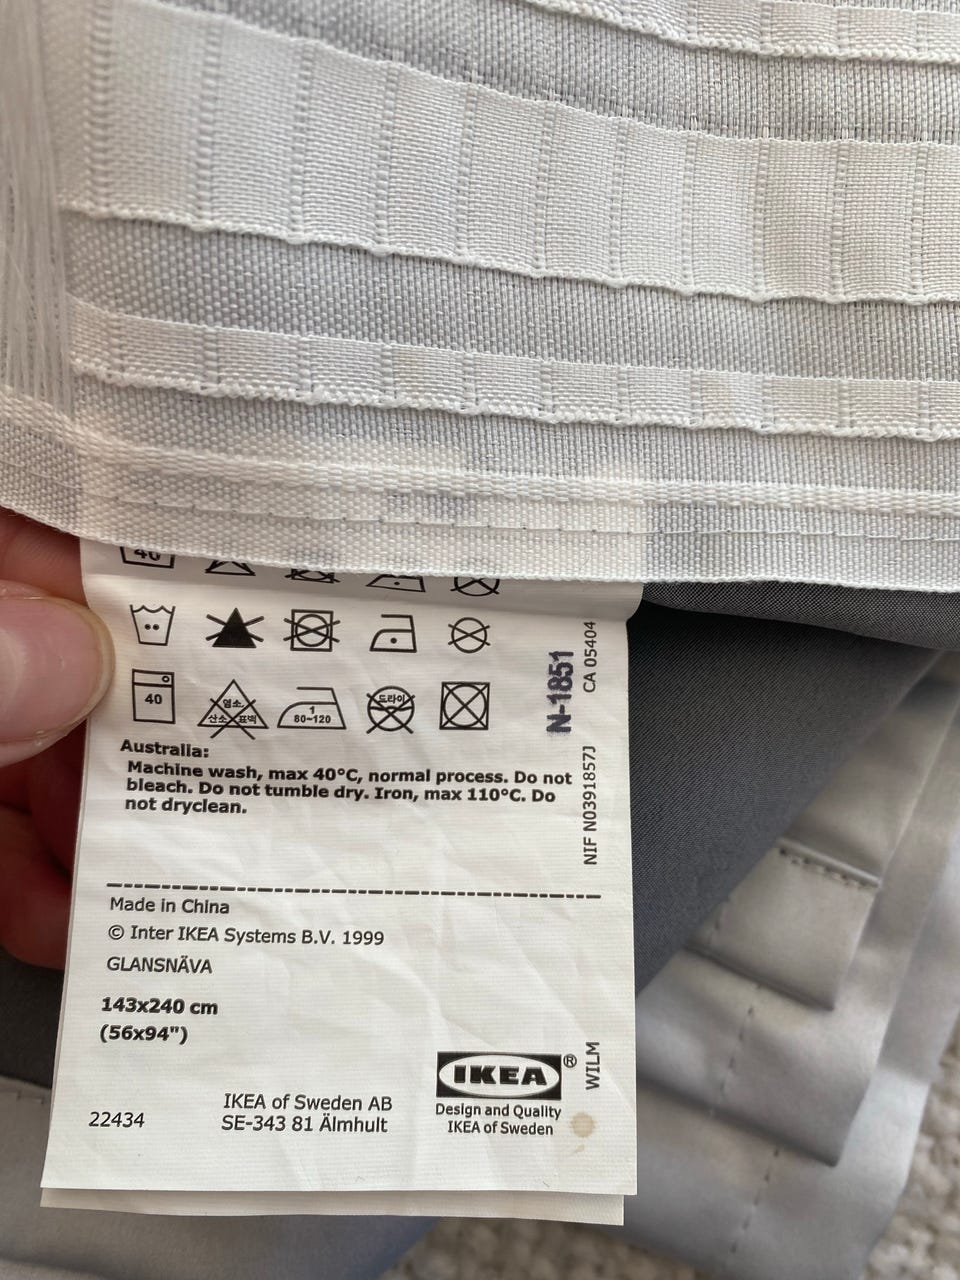 40
40
염소.
산소 표백
1
80~120
드라이
Australia:
Machine wash, max 40°C, normal process. Do not
bleach. Do not tumble dry. Iron, max 110°C. Do
not dryclean.
N-1851
CA 05404
NIF N0391857J
Made in China
© Inter IKEA Systems B.V. 1999
GLANSNÄVA
143x240 cm
(56x94")
22434
IKEA of Sweden AB
SE-343 81 Älmhult
IKEA®
Design and Quality
IKEA of Sweden
WILM